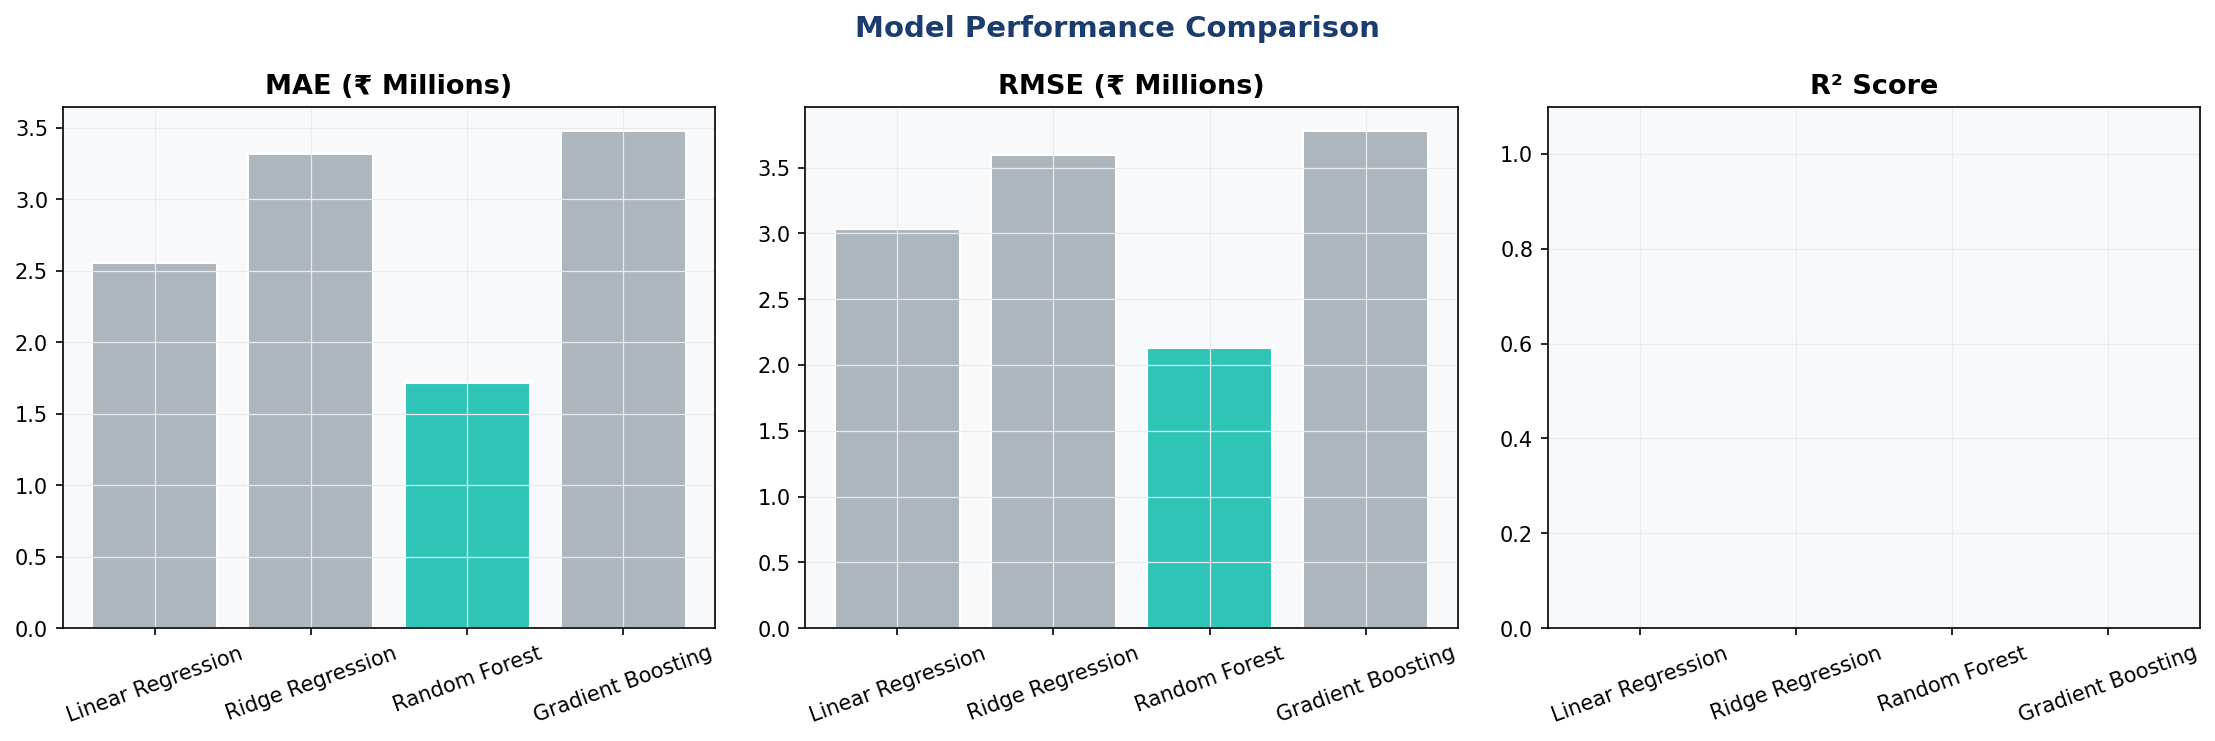 Model Performance Comparison
MAE (₹ Millions)
3.5
3.0
2.5
2.0
1.5
1.0
0.5
0.0
Linear Regression
Ridge Regression
Random Forest
Gradient Boosting
RMSE (₹ Millions)
3.5
3.0
2.5
2.0
1.5
1.0
0.5
0.0
Linear Regression
Ridge Regression
Random Forest
Gradient Boosting
R² Score
1.0
0.8
0.6
0.4
0.2
0.0
Linear Regression
Ridge Regression
Random Forest
Gradient Boosting